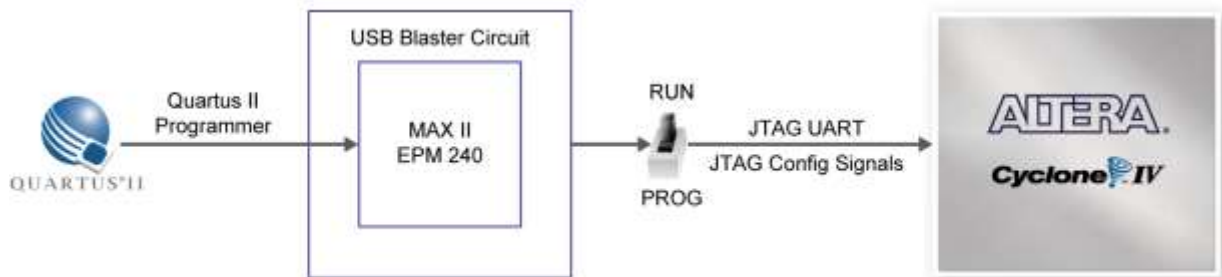 USB Blaster Circuit
Quartus II
Programmer
MAX II
EPM 240
QUARTUS®II
RUN
PROG
JTAG UART
JTAG Config Signals
ALTERA®
Cyclone IV